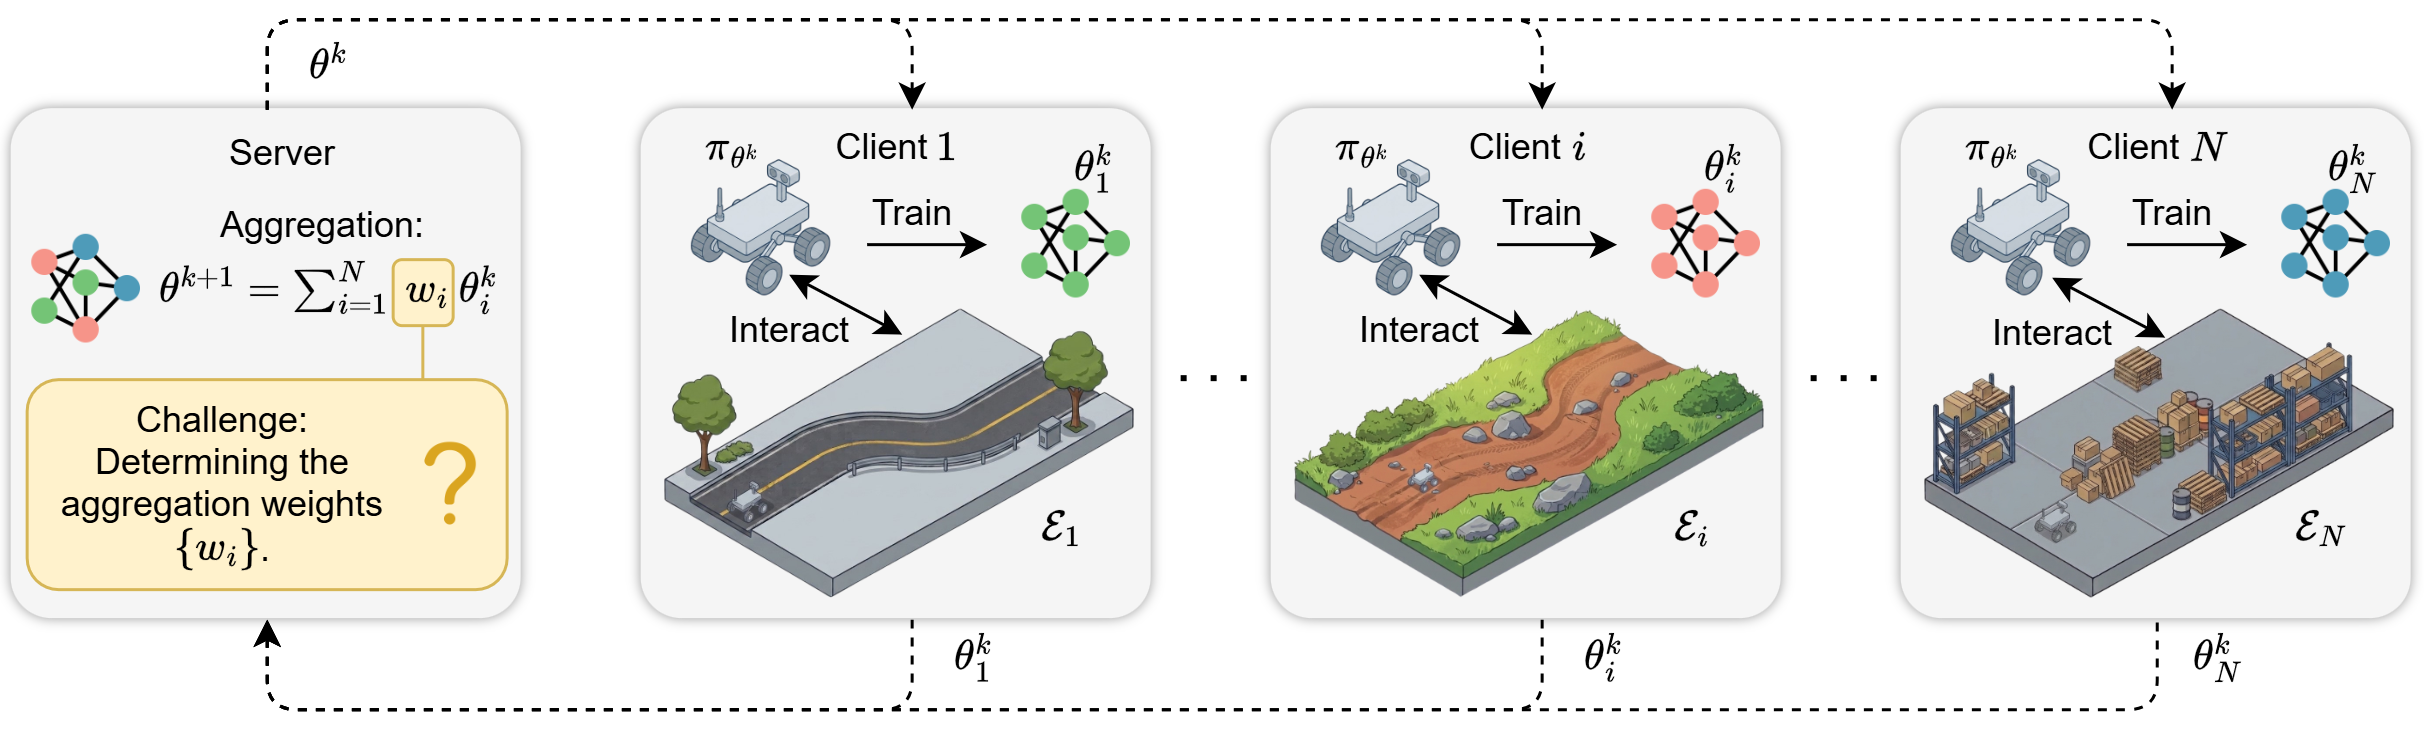 θ^k
Server
Aggregation:
θ^{k+1} = ∑_{i=1}^{N} w_i θ_i^k
Challenge:
Determining the
aggregation weights
{w_i}.
?
π_{θ^k}
Client 1
θ_1^k
Train
Interact
ℰ_1
θ_1^k
. . .
π_{θ^k}
Client i
θ_i^k
Train
Interact
ℰ_i
θ_i^k
. . .
π_{θ^k}
Client N
θ_N^k
Train
Interact
ℰ_N
θ_N^k